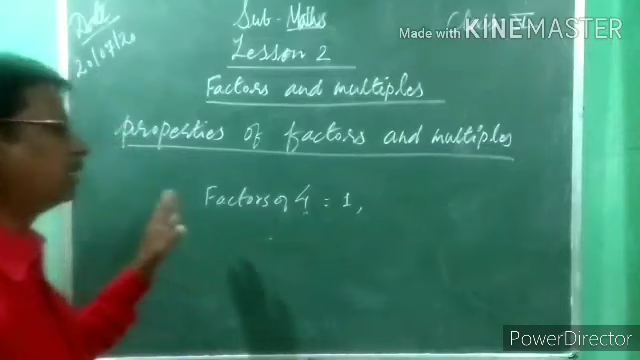 Date
20/07/20
Sub- Maths
Class V
Made with KINEMASTER
Lesson 2
Factors and multiples
properties of factors and multiples
Factors of 4 = 1,
PowerDirector